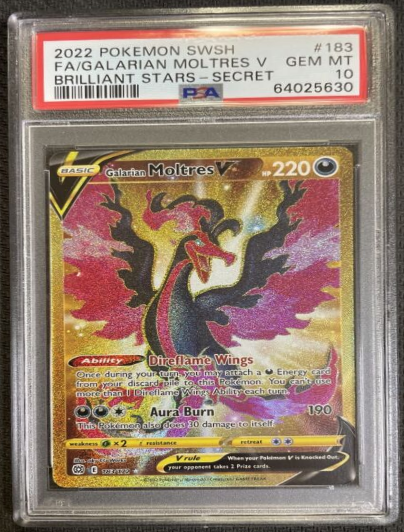 2022 POKEMON SWSH #183
FA/GALARIAN MOLTRES V GEM MT
BRILLIANT STARS-SECRET 10
PSA 64025630
BASIC Galarian Moltres V HP 220
Ability Direflame Wings
Once during your turn, you may attach a Energy card
from your discard pile to this Pokémon. You can't use
more than 1 Direflame Wings Ability each turn.
Aura Burn 190
This Pokémon also does 30 damage to itself.
weakness ×2 resistance retreat
V rule When your Pokémon V is Knocked Out,
your opponent takes 2 Prize cards.
183/172